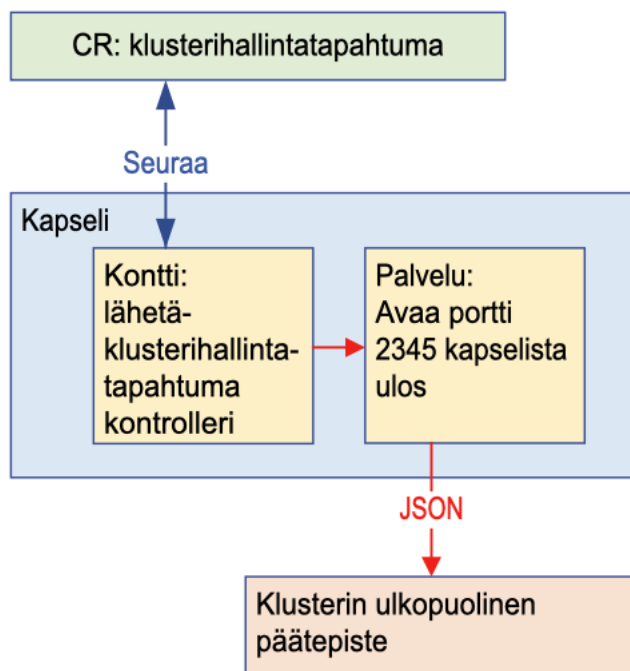 CR: klusterihallintatapahtuma
Seuraa
Kapseli
Kontti:
lähetä-
klusterihallinta-
tapahtuma
kontrolleri
Palvelu:
Avaa portti
2345 kapselista
ulos
JSON
Klusterin ulkopuolinen
päätepiste